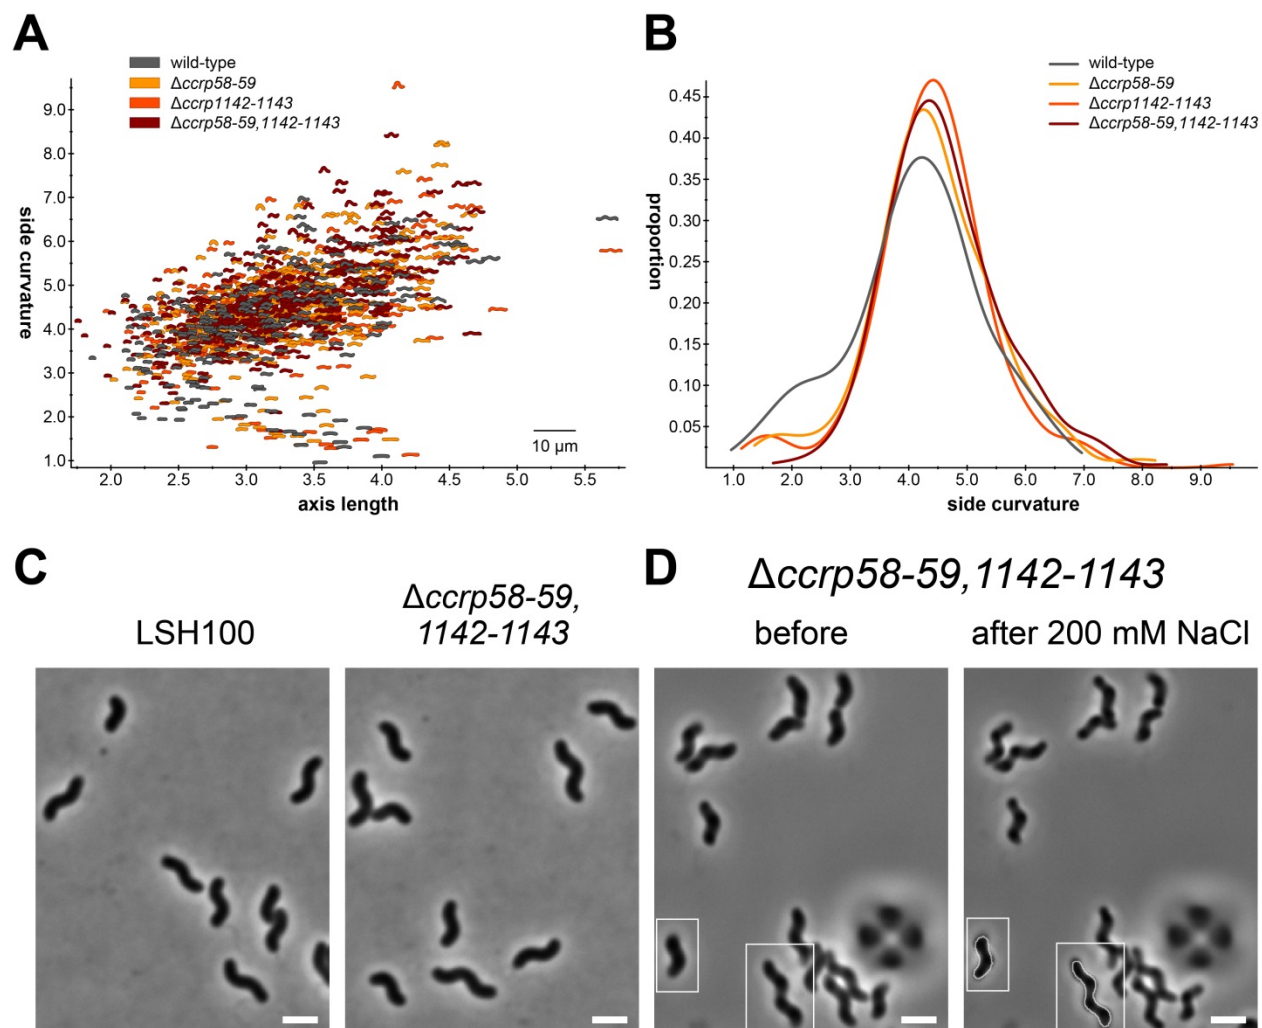 A
wild-type
Δccrp58-59
Δccrp1142-1143
Δccrp58-59,1142-1143
9.0
8.0
7.0
6.0
5.0
4.0
3.0
2.0
1.0
side curvature
10 µm
2.0 2.5 3.0 3.5 4.0 4.5 5.0 5.5
axis length
B
wild-type
Δccrp58-59
Δccrp1142-1143
Δccrp58-59,1142-1143
0.45
0.40
0.35
0.30
0.25
0.20
0.15
0.10
0.05
proportion
1.0 2.0 3.0 4.0 5.0 6.0 7.0 8.0 9.0
side curvature
C
LSH100
Δccrp58-59,
1142-1143
D
Δccrp58-59,1142-1143
before
after 200 mM NaCl